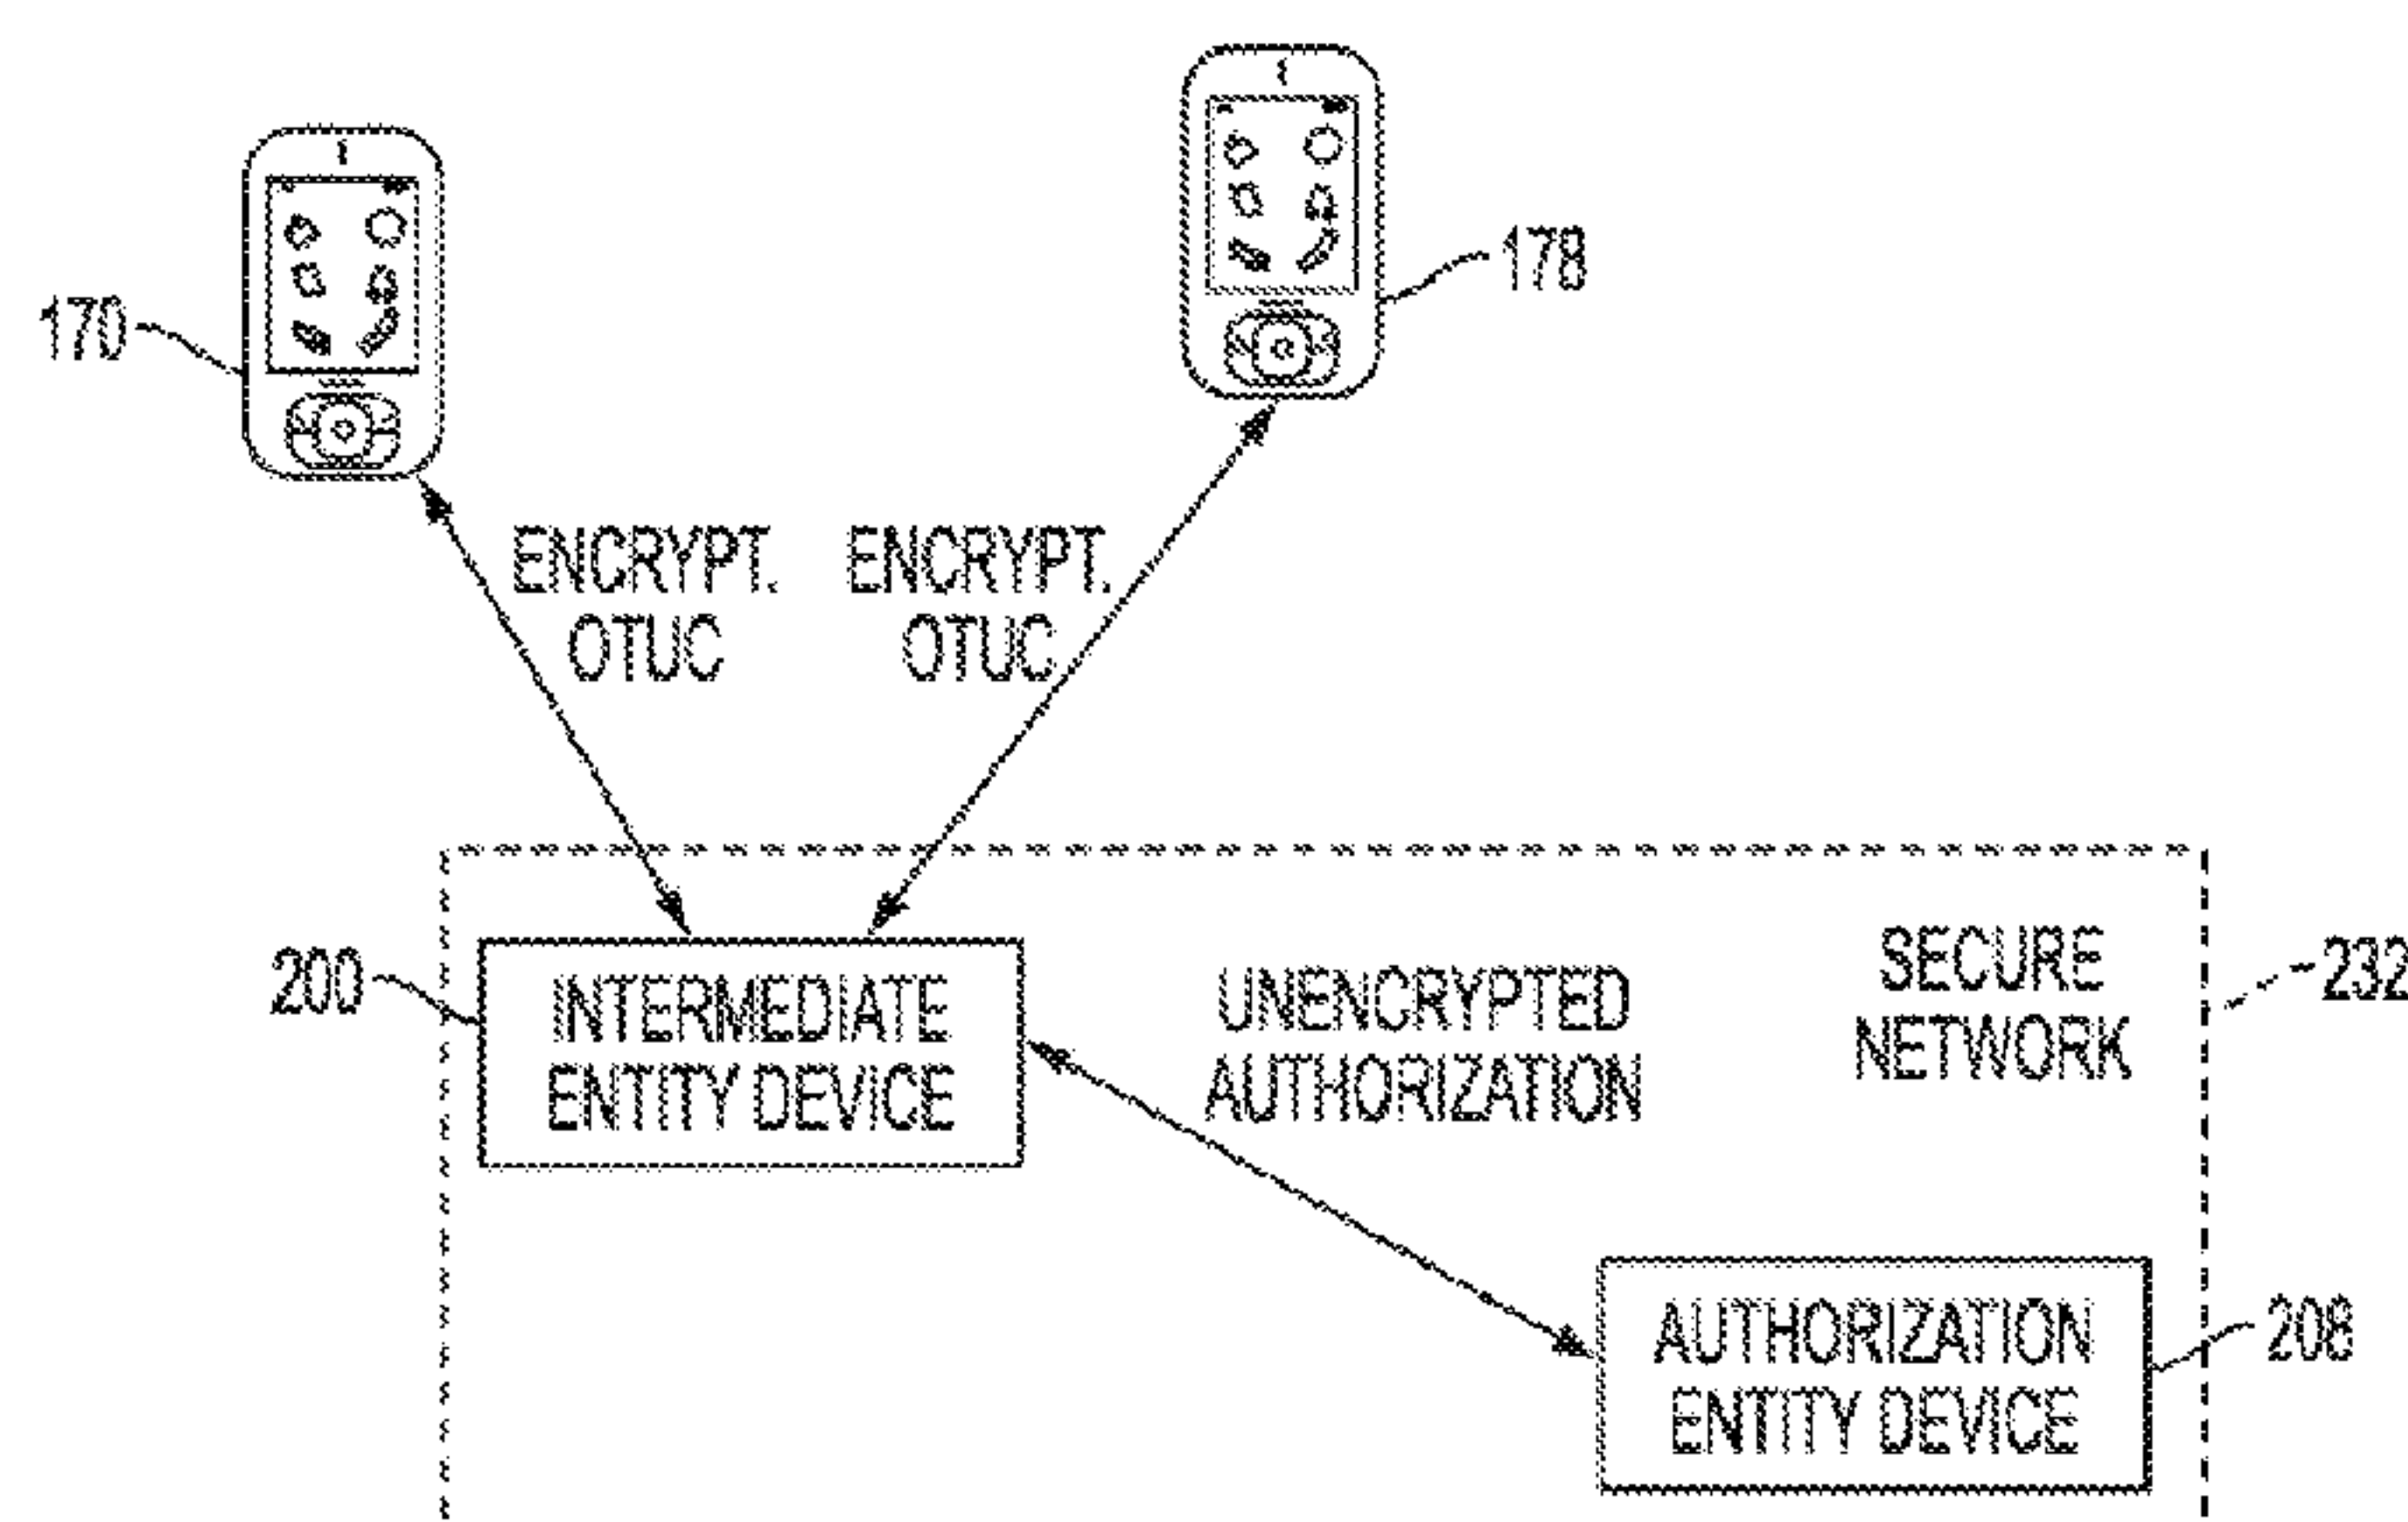 170
178
ENCRYPT. ENCRYPT.
OTUC OTUC
200
INTERMEDIATE
ENTITY DEVICE
UNENCRYPTED
AUTHORIZATION
SECURE
NETWORK
232
AUTHORIZATION
ENTITY DEVICE
208